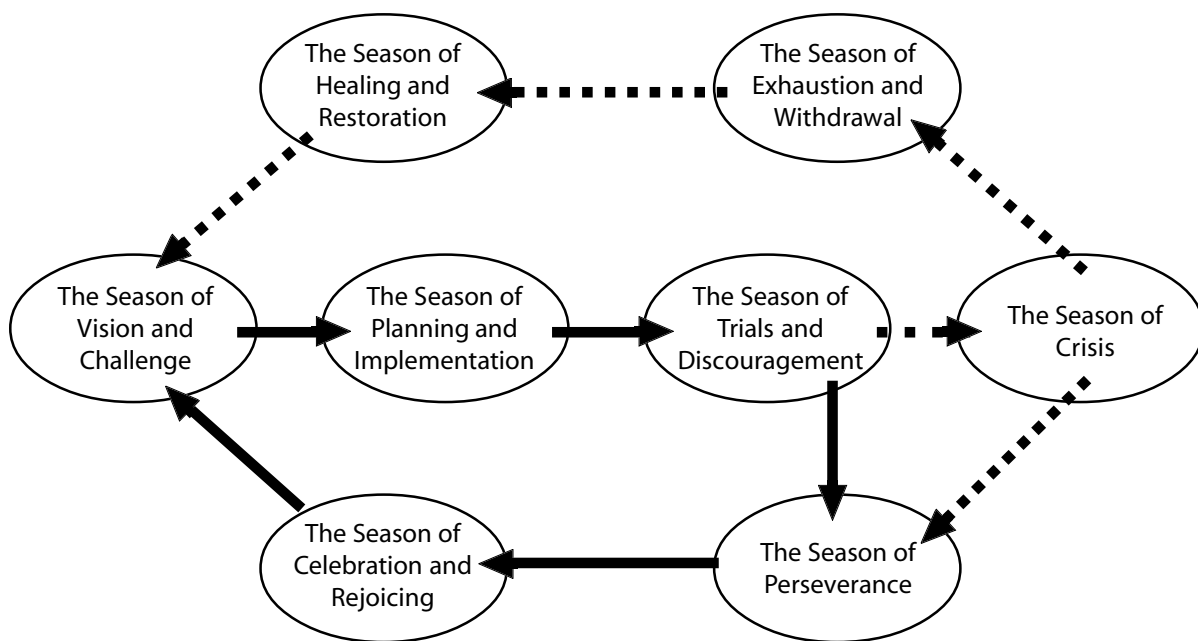 The Season of
Healing and
Restoration
The Season of
Exhaustion and
Withdrawal
The Season of
Vision and
Challenge
The Season of
Planning and
Implementation
The Season of
Trials and
Discouragement
The Season of
Crisis
The Season of
Celebration and
Rejoicing
The Season of
Perseverance